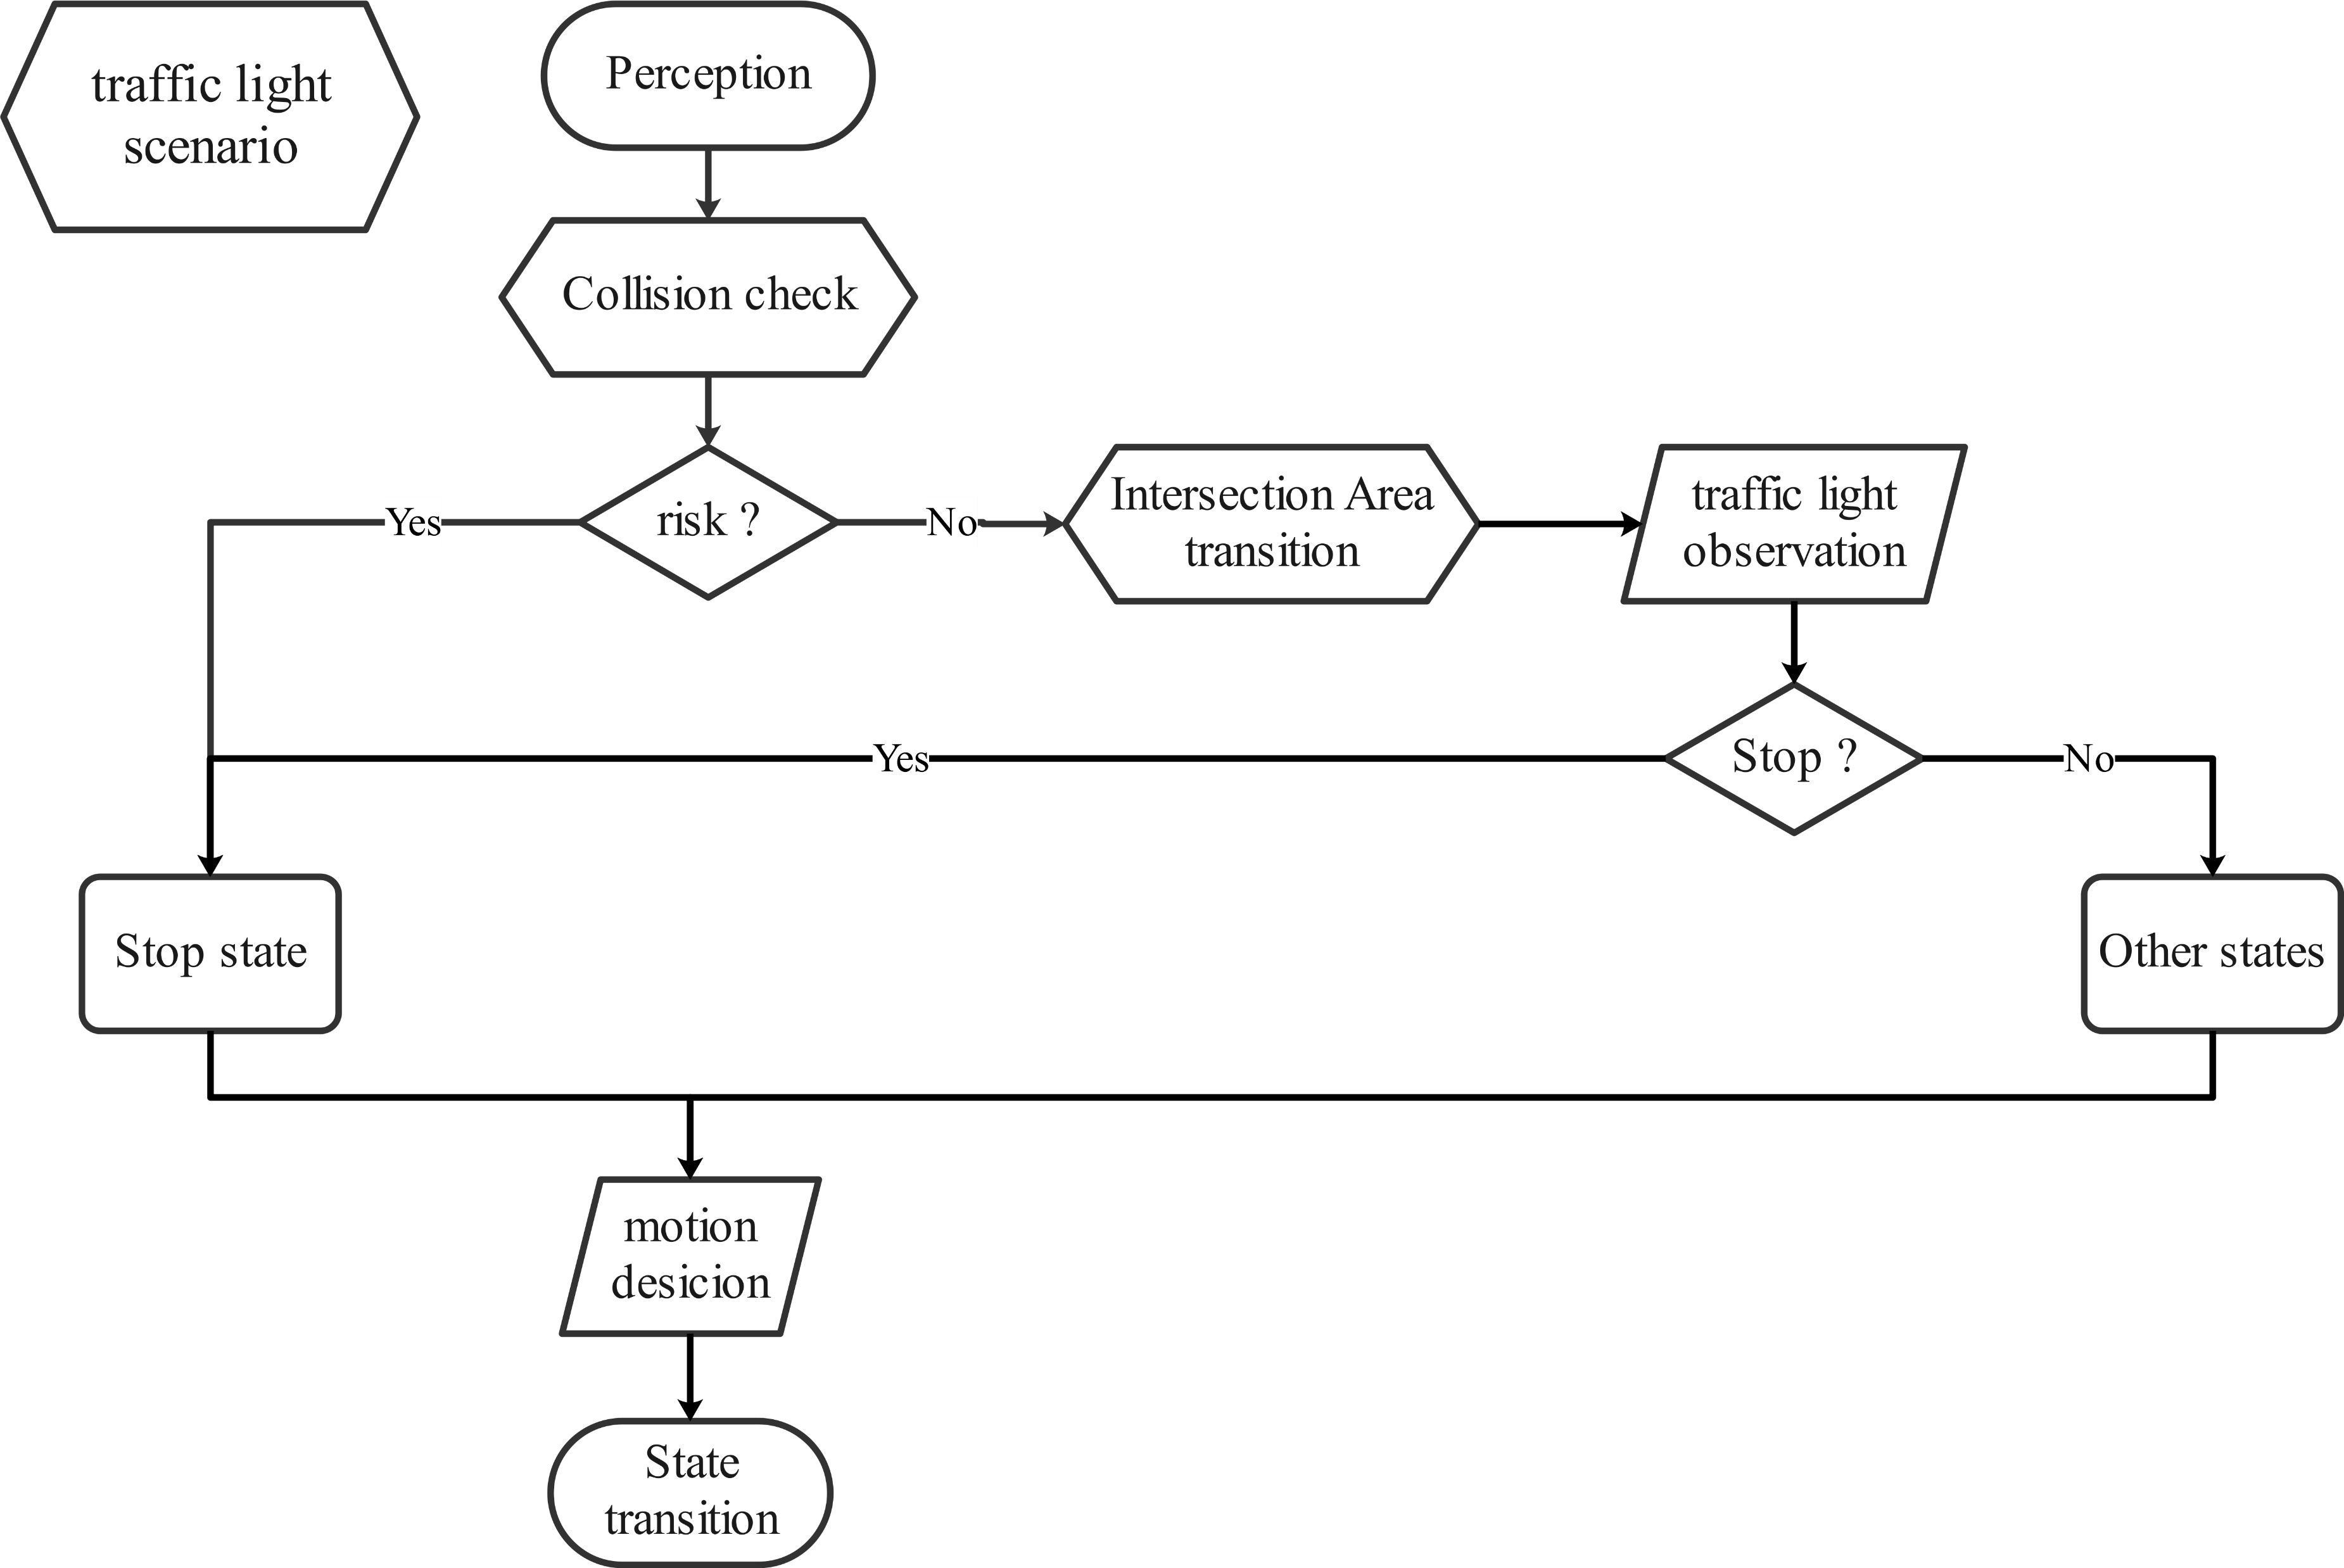 traffic light
scenario
Perception
Collision check
risk ?
Yes
No
Intersection Area
transition
traffic light
observation
Stop ?
Yes
No
Stop state
Other states
motion
desicion
State
transition